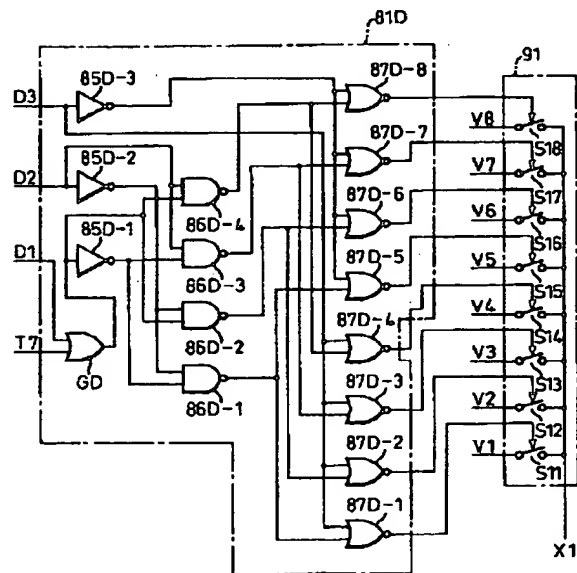 81D
91
85D-3
87D-8
D3
V8
S18
87D-7
85D-2
V7
S17
D2
87D-6
86D-4
V6
S16
85D-1
87D-5
V5
S15
D1
86D-3
87D-4
V4
S14
T7
GD
86D-2
87D-3
V3
S13
86D-1
V2
S12
87D-2
V1
S11
87D-1
X1